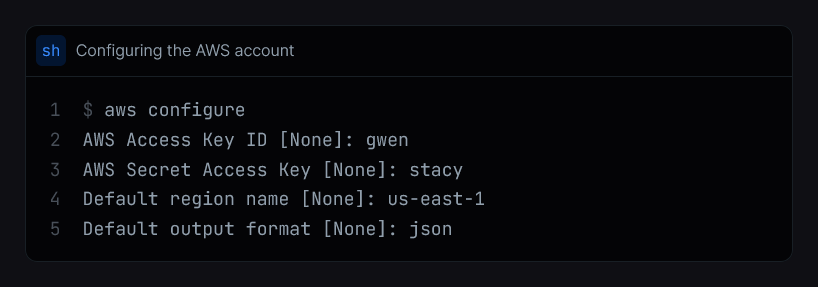 sh Configuring the AWS account
1 $ aws configure
2 AWS Access Key ID [None]: gwen
3 AWS Secret Access Key [None]: stacy
4 Default region name [None]: us-east-1
5 Default output format [None]: json